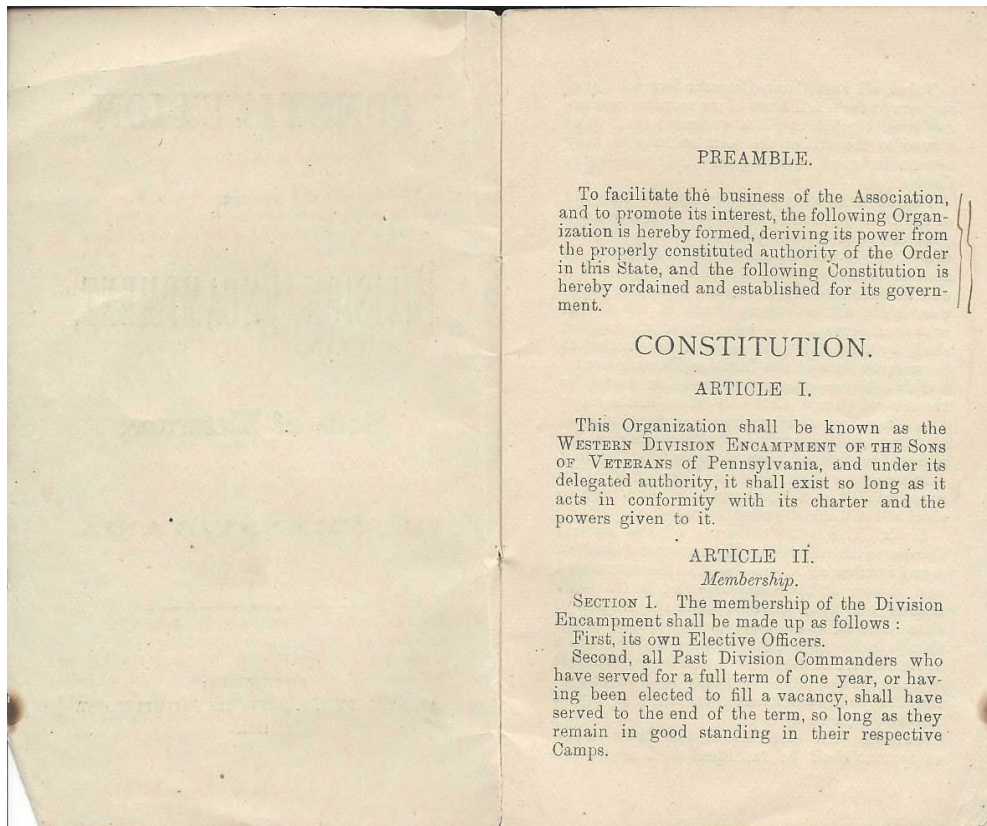 PREAMBLE.
To facilitate the business of the Association,
and to promote its interest, the following Organ-
ization is hereby formed, deriving its power from
the properly constituted authority of the Order
in this State, and the following Constitution is
hereby ordained and established for its govern-
ment.
CONSTITUTION.
ARTICLE I.
This Organization shall be known as the
WESTERN DIVISION ENCAMPMENT OF THE SONS
OF VETERANS of Pennsylvania, and under its
delegated authority, it shall exist so long as it
acts in conformity with its charter and the
powers given to it.
ARTICLE II.
Membership.
SECTION 1. The membership of the Division
Encampment shall be made up as follows :
First, its own Elective Officers.
Second, all Past Division Commanders who
have served for a full term of one year, or hav-
ing been elected to fill a vacancy, shall have
served to the end of the term, so long as they
remain in good standing in their respective
Camps.